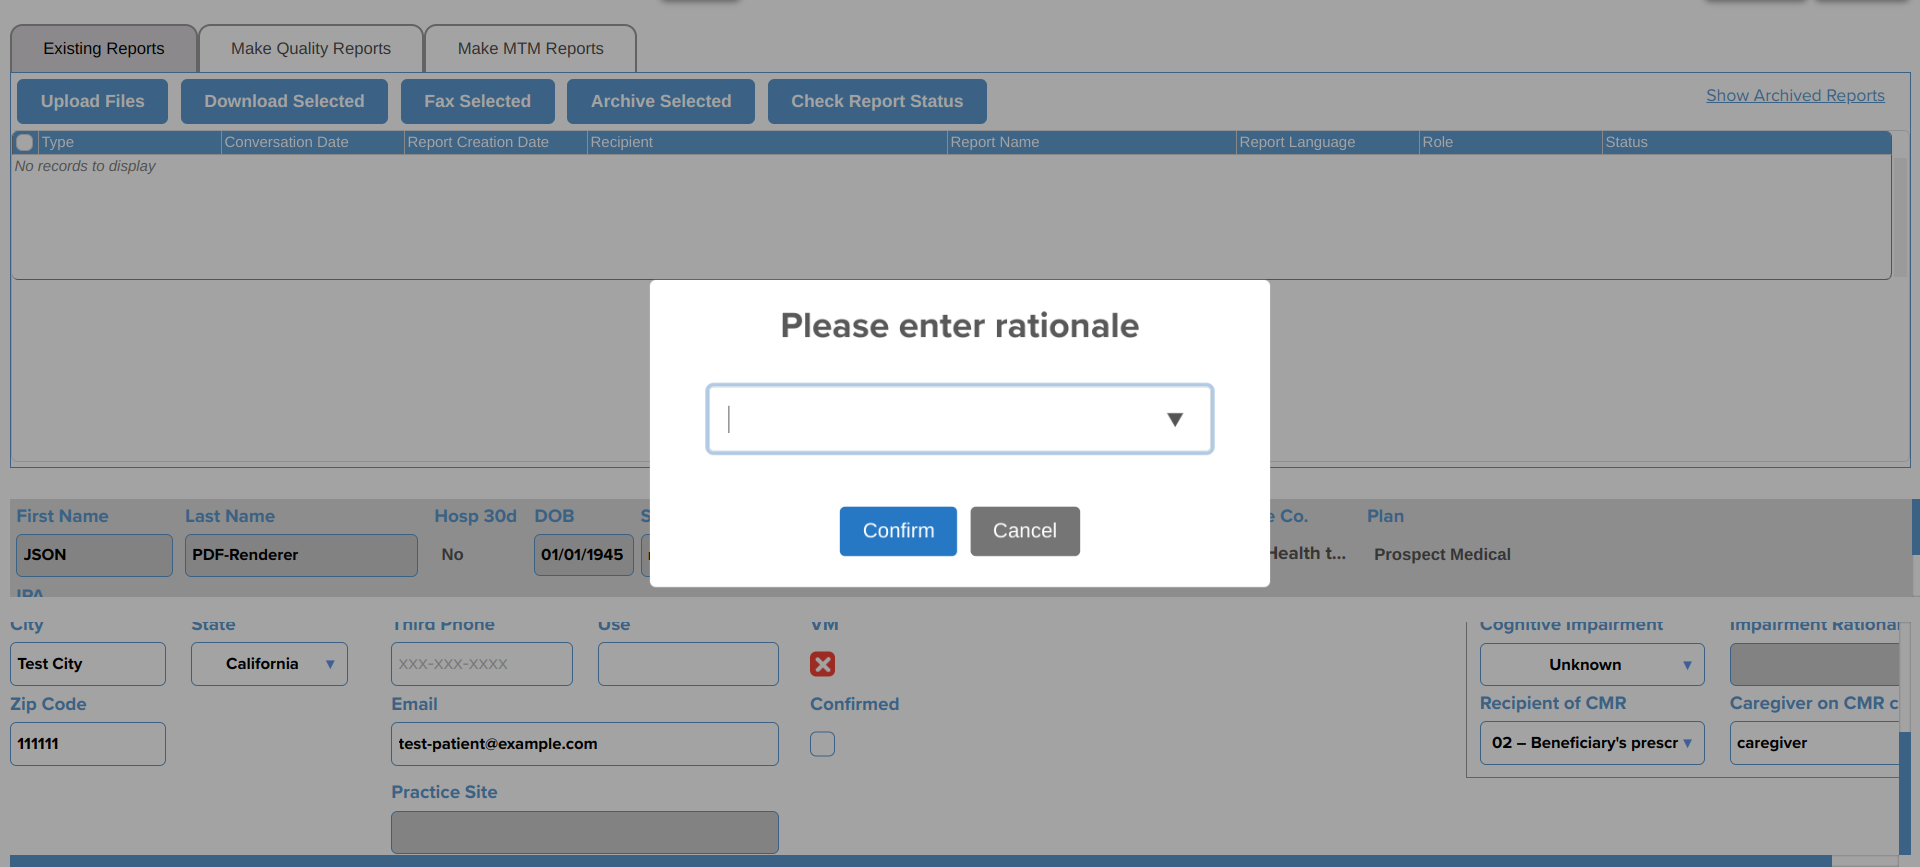 Existing Reports
Make Quality Reports
Make MTM Reports
Upload Files
Download Selected
Fax Selected
Archive Selected
Check Report Status
Show Archived Reports
Type
Conversation Date
Report Creation Date
Recipient
Report Name
Report Language
Role
Status
No records to display
Please enter rationale
Confirm
Cancel
First Name
Last Name
Hosp 30d
DOB
S
e Co.
Plan
JSON
PDF-Renderer
No
01/01/1945
Health t...
Prospect Medical
IPA
City
State
Third Phone
Use
VM
Cognitive Impairment
Impairment Rational
Test City
California
xxx-xxx-xxxx
Unknown
Zip Code
Email
Confirmed
Recipient of CMR
Caregiver on CMR c
111111
test-patient@example.com
02 – Beneficiary's prescr
caregiver
Practice Site